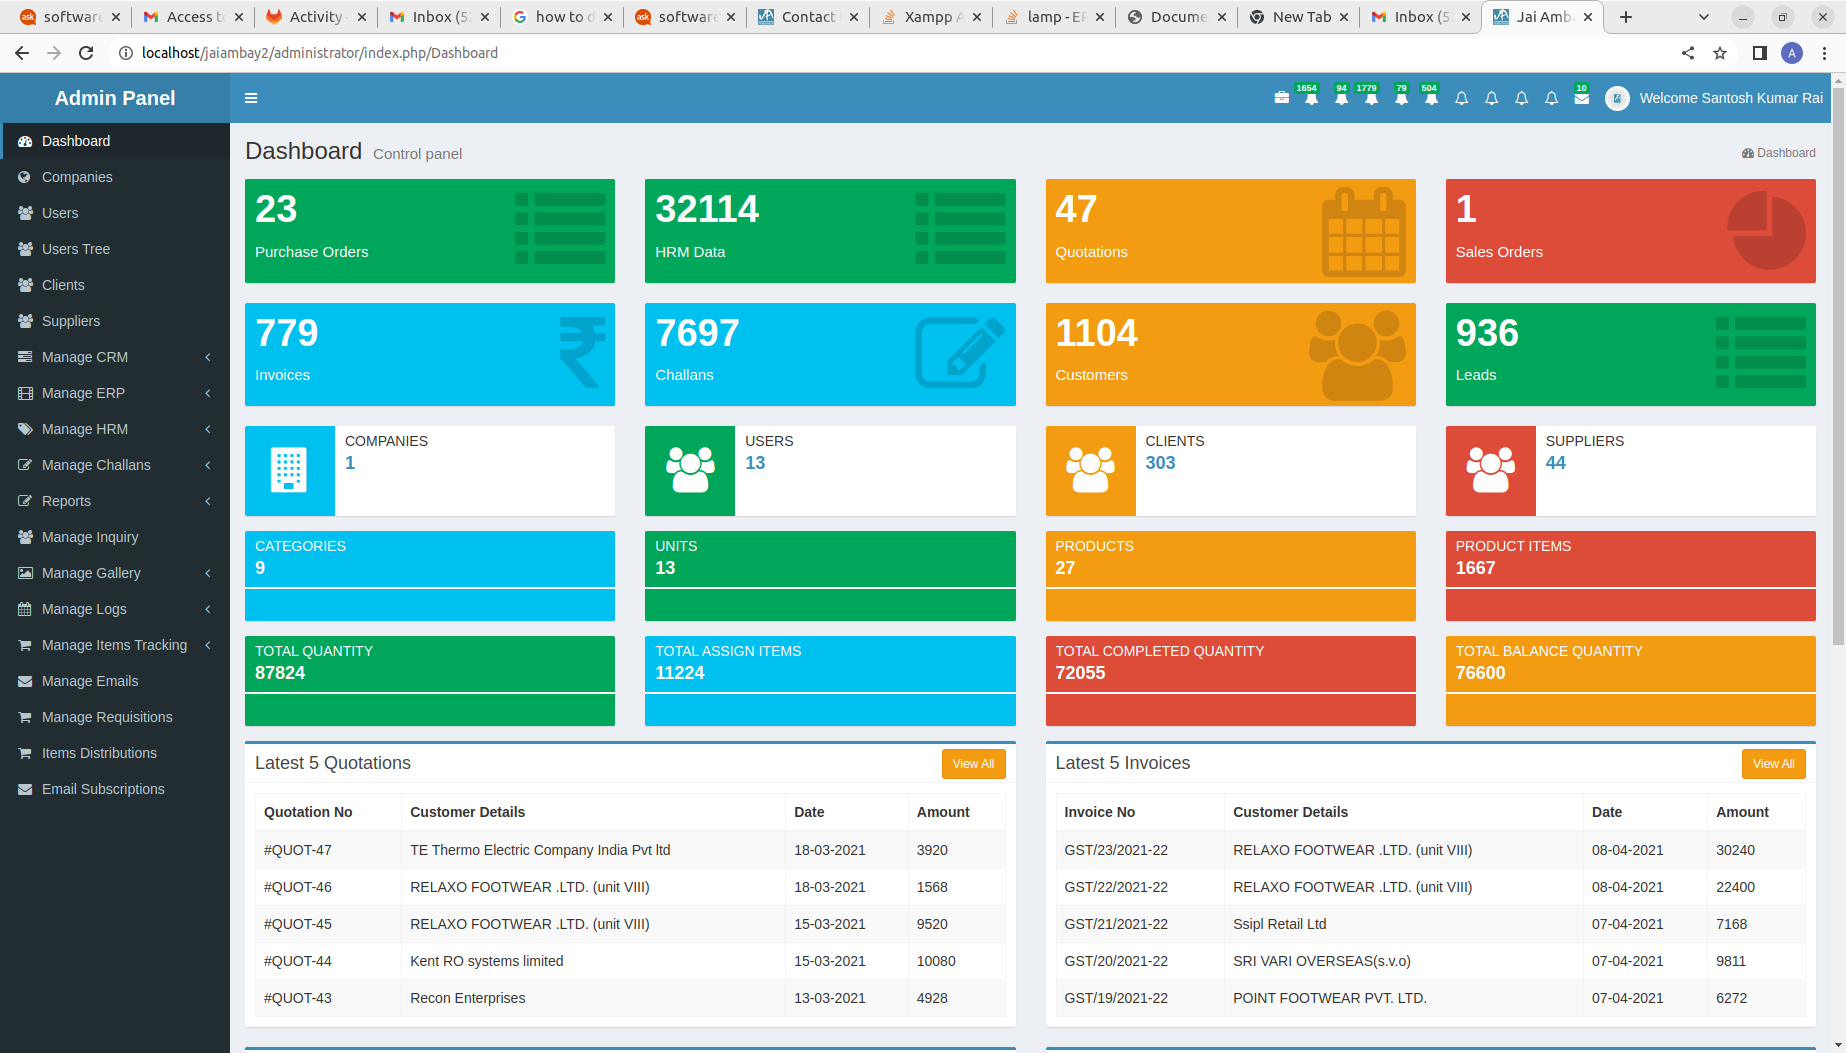 software
Access to
Activity
Inbox (52
how to d
software
Contact
Xampp A
lamp - EF
Docume
New Tab
Inbox (5
Jai Amb
localhost/jaiambay2/administrator/index.php/Dashboard
A
Admin Panel
1654 94 1779 79 504 10
Welcome Santosh Kumar Rai
Dashboard
Companies
Users
Users Tree
Clients
Suppliers
Manage CRM
Manage ERP
Manage HRM
Manage Challans
Reports
Manage Inquiry
Manage Gallery
Manage Logs
Manage Items Tracking
Manage Emails
Manage Requisitions
Items Distributions
Email Subscriptions
Dashboard Control panel
Dashboard
23
Purchase Orders
32114
HRM Data
47
Quotations
1
Sales Orders
779
Invoices
7697
Challans
1104
Customers
936
Leads
COMPANIES
1
USERS
13
CLIENTS
303
SUPPLIERS
44
CATEGORIES
9
UNITS
13
PRODUCTS
27
PRODUCT ITEMS
1667
TOTAL QUANTITY
87824
TOTAL ASSIGN ITEMS
11224
TOTAL COMPLETED QUANTITY
72055
TOTAL BALANCE QUANTITY
76600
Latest 5 Quotations
View All
Quotation No Customer Details Date Amount
#QUOT-47 TE Thermo Electric Company India Pvt ltd 18-03-2021 3920
#QUOT-46 RELAXO FOOTWEAR .LTD. (unit VIII) 18-03-2021 1568
#QUOT-45 RELAXO FOOTWEAR .LTD. (unit VIII) 15-03-2021 9520
#QUOT-44 Kent RO systems limited 15-03-2021 10080
#QUOT-43 Recon Enterprises 13-03-2021 4928
Latest 5 Invoices
View All
Invoice No Customer Details Date Amount
GST/23/2021-22 RELAXO FOOTWEAR .LTD. (unit VIII) 08-04-2021 30240
GST/22/2021-22 RELAXO FOOTWEAR .LTD. (unit VIII) 08-04-2021 22400
GST/21/2021-22 Ssipl Retail Ltd 07-04-2021 7168
GST/20/2021-22 SRI VARI OVERSEAS(s.v.o) 07-04-2021 9811
GST/19/2021-22 POINT FOOTWEAR PVT. LTD. 07-04-2021 6272